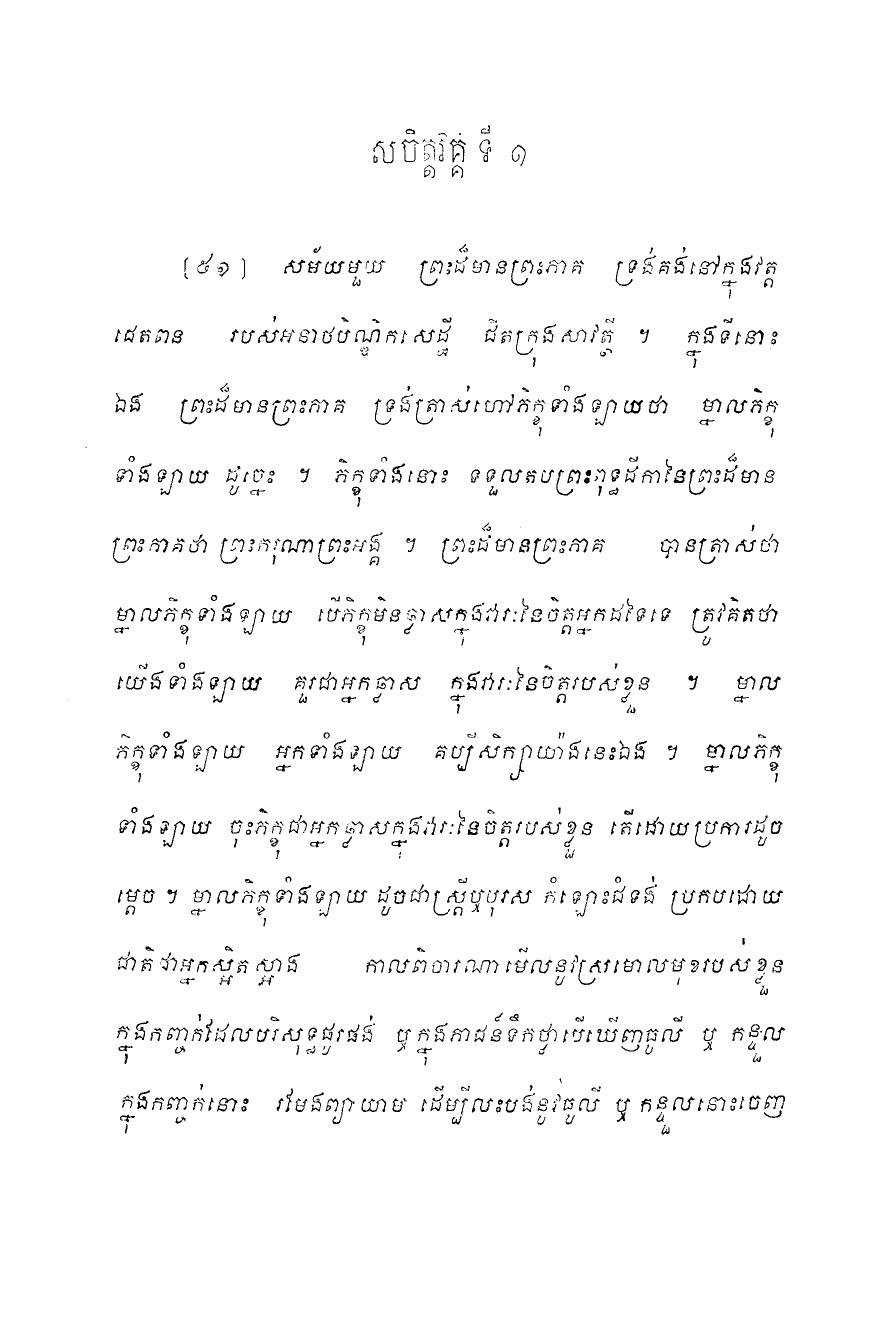 សចិត្តវគ្គ ទី ១
[៥១] សម័យមួយ ព្រះដ៏មានព្រះភាគ ទ្រង់គង់នៅក្នុងវត្ត
ជេតពន របស់អនាថបិណ្ឌិកសេដ្ឋី ជិតក្រុងសាវត្ថី ។ ក្នុងទីនោះ
ឯង ព្រះដ៏មានព្រះភាគ ទ្រង់ត្រាស់ហៅភិក្ខុទាំងឡាយថា ម្នាលភិក្ខុ
ទាំងឡាយ ដូច្នេះ ។ ភិក្ខុទាំងនោះ ទទួលតបព្រះពុទ្ធដីកានៃព្រះដ៏មាន
ព្រះភាគថា ព្រះករុណាព្រះអង្គ ។ ព្រះដ៏មានព្រះភាគ បានត្រាស់ថា
ម្នាលភិក្ខុទាំងឡាយ បើភិក្ខុមិនឆ្វាសក្នុងវារៈនៃចិត្តអ្នកដទៃទេ ត្រូវគិតថា
យើងទាំងឡាយ គួរជាអ្នកឆ្វាស ក្នុងវារៈនៃចិត្តរបស់ខ្លួន ។ ម្នាល
ភិក្ខុទាំងឡាយ អ្នកទាំងឡាយ គប្បីសិក្សាយ៉ាងនេះឯង ។ ម្នាលភិក្ខុ
ទាំងឡាយ ចុះភិក្ខុជាអ្នកឆ្វាសក្នុងវារៈនៃចិត្តរបស់ខ្លួន តើដោយប្រការដូច
ម្តេច ។ ម្នាលភិក្ខុទាំងឡាយ ដូចជាស្រ្តីឬបុរស កំឡោះជំទង់ ប្រកបដោយ
ជាតិជាអ្នកស្អិតស្អាង កាលពិចារណាមើលនូវស្រមោលមុខរបស់ខ្លួន
ក្នុងកញ្ចក់ដែលបរិសុទ្ធផូរផង់ ឬក្នុងភាជន៍ទឹកថ្លាបើឃើញធូលី ឬ កន្ទួល
ក្នុងកញ្ចក់នោះ រមែងព្យាយាម ដើម្បីលះបង់នូវធូលី ឬ កន្ទួលនោះចេញ